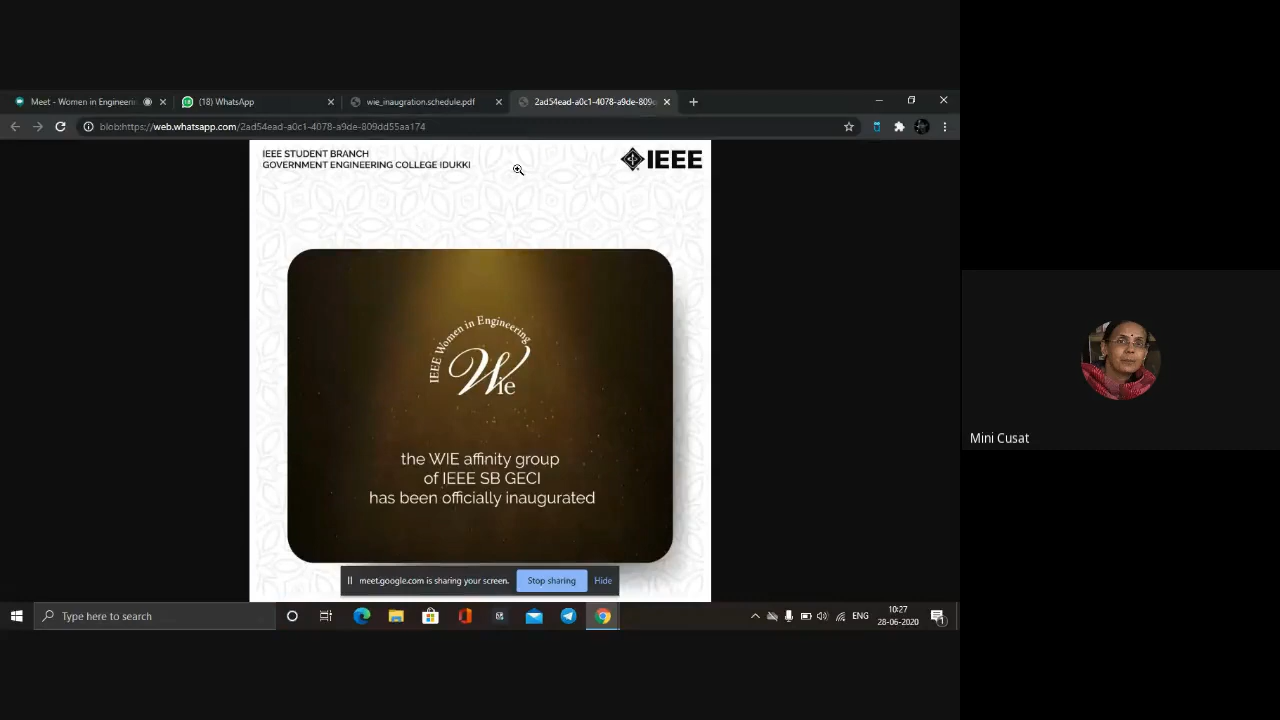 Meet - Women in Engineerin
(18) WhatsApp
wie_inaugration.schedule.pdf
2ad54ead-a0c1-4078-a9de-809d
blob:https://web.whatsapp.com/2ad54ead-a0c1-4078-a9de-809dd55aa174
IEEE STUDENT BRANCH
GOVERNMENT ENGINEERING COLLEGE IDUKKI
IEEE
IEEE Women in Engineering
Wie
the WIE affinity group
of IEEE SB GECI
has been officially inaugurated
Mini Cusat
meet.google.com is sharing your screen.
Stop sharing
Hide
Type here to search
ENG
10:27
28-06-2020
1